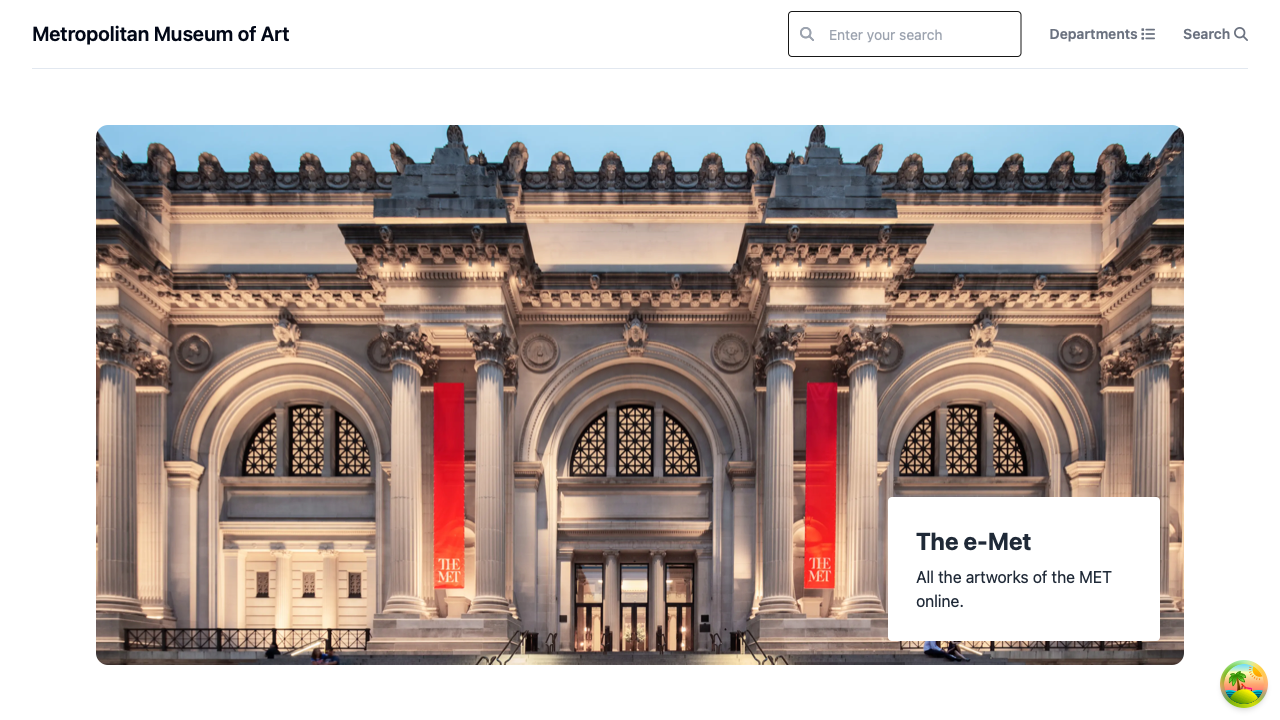 Metropolitan Museum of Art
Enter your search
Departments
Search
THE
MET
THE
MET
The e-Met
All the artworks of the MET
online.